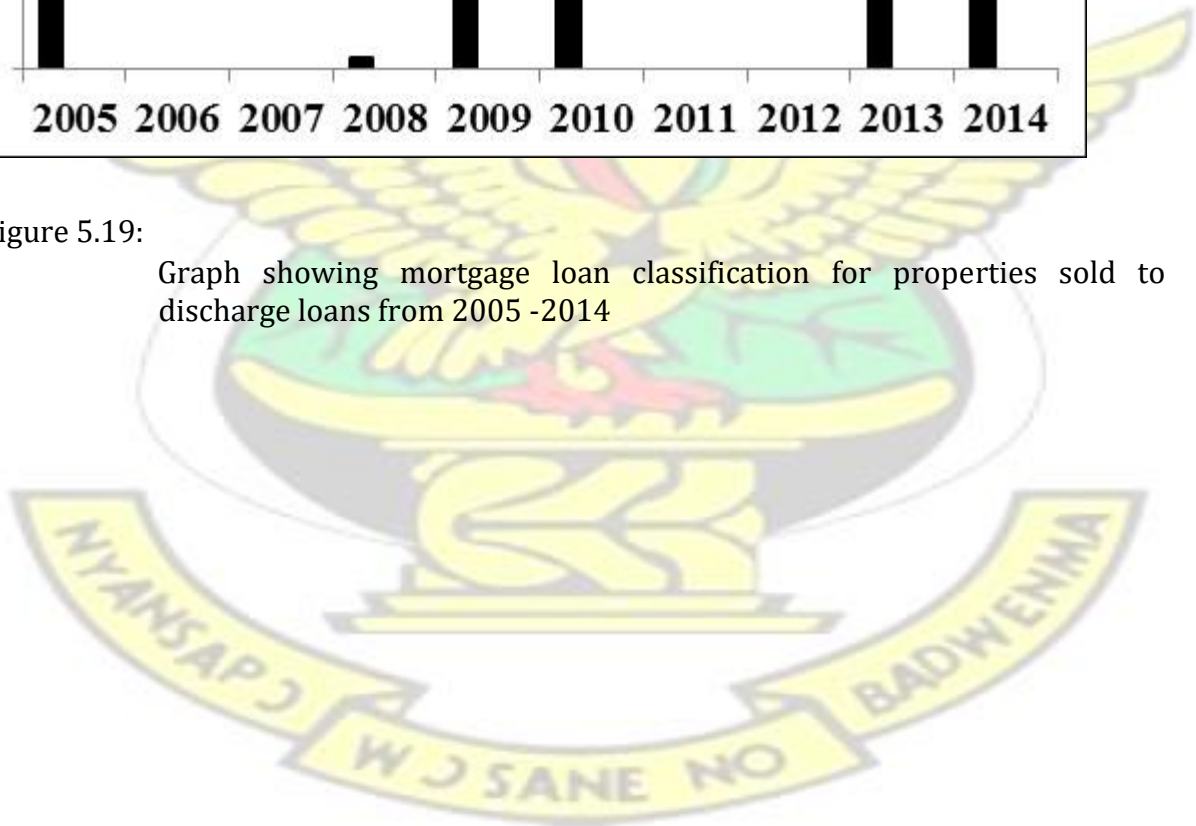 2005 2006 2007 2008 2009 2010 2011 2012 2013 2014
igure 5.19:
Graph showing mortgage loan classification for properties sold to
discharge loans from 2005 -2014
NYANSAPƆ
WƆSANE NO
BADWENMA